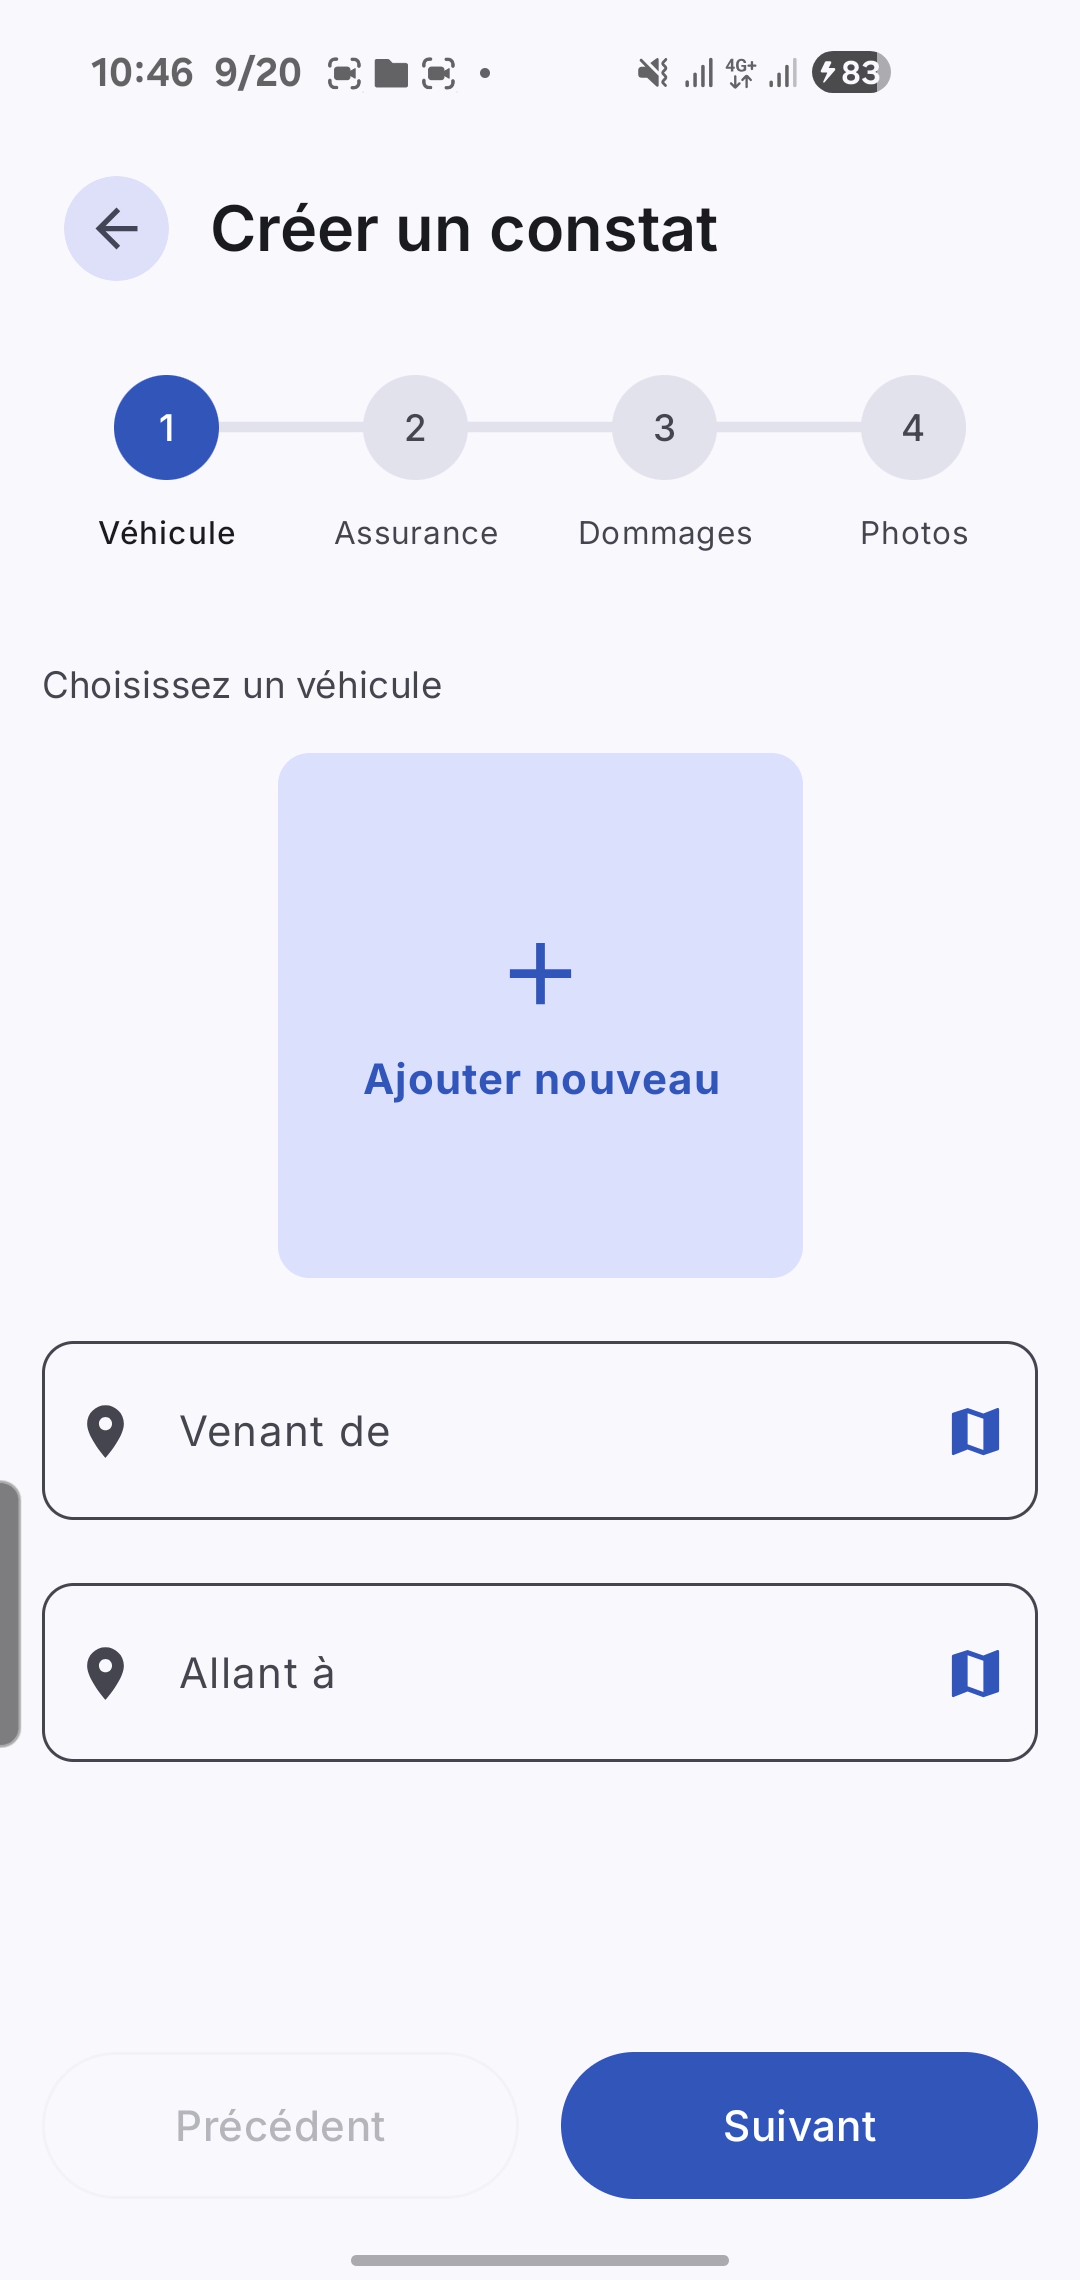 10:46 9/20
4G+ 83
Créer un constat
1 2 3 4
Véhicule Assurance Dommages Photos
Choisissez un véhicule
Ajouter nouveau
Venant de
Allant à
Précédent Suivant